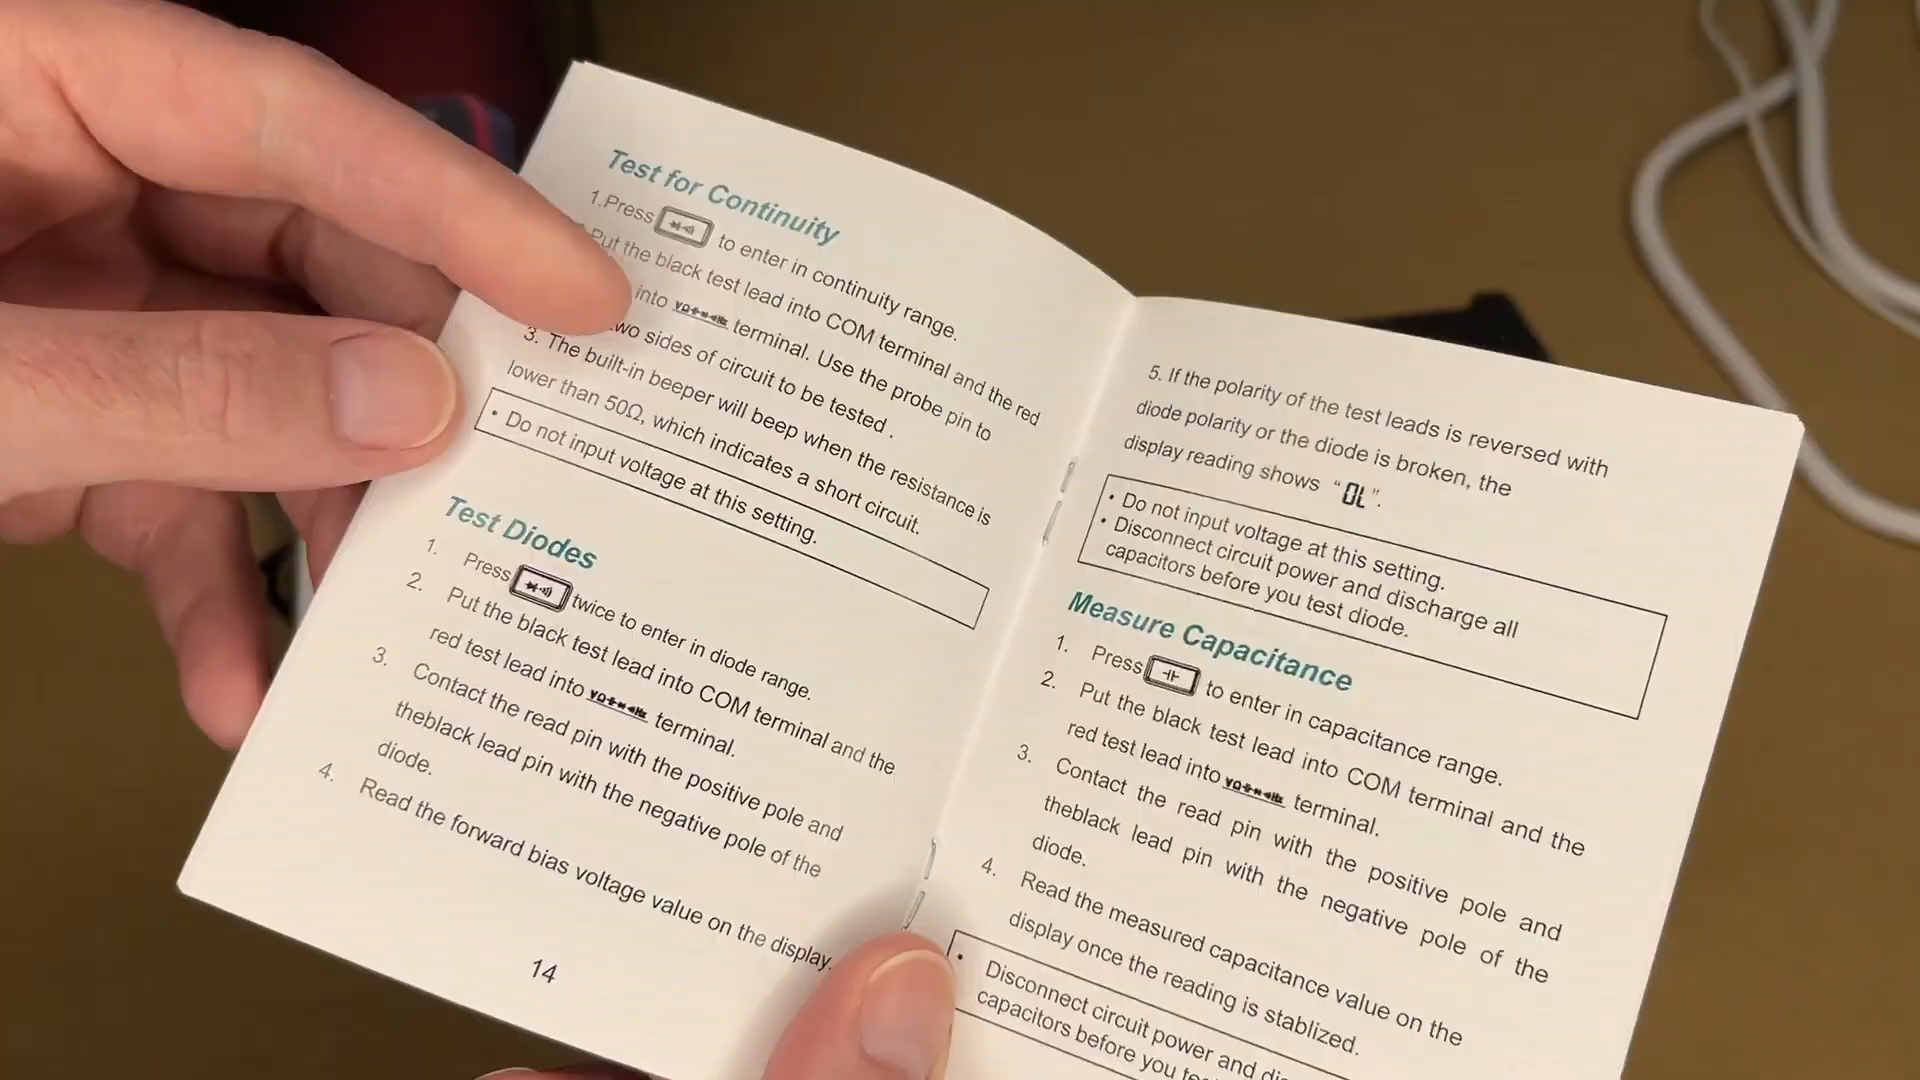 Test for Continuity
1.Press to enter in continuity range.
Put the black test lead into COM terminal and the red
into VΩ terminal. Use the probe pin to
two sides of circuit to be tested .
3. The built-in beeper will beep when the resistance is
lower than 50Ω, which indicates a short circuit.
• Do not input voltage at this setting.
Test Diodes
1. Press twice to enter in diode range.
2. Put the black test lead into COM terminal and the
red test lead into VΩ Hz terminal.
3. Contact the read pin with the positive pole and
theblack lead pin with the negative pole of the
diode.
4. Read the forward bias voltage value on the display.
14
5. If the polarity of the test leads is reversed with
diode polarity or the diode is broken, the
display reading shows “OL”.
• Do not input voltage at this setting.
• Disconnect circuit power and discharge all
capacitors before you test diode.
Measure Capacitance
1. Press to enter in capacitance range.
2. Put the black test lead into COM terminal and the
red test lead into VΩ Hz terminal.
3. Contact the read pin with the positive pole and
theblack lead pin with the negative pole of the
diode.
4. Read the measured capacitance value on the
display once the reading is stablized.
• Disconnect circuit power and
capacitors before you